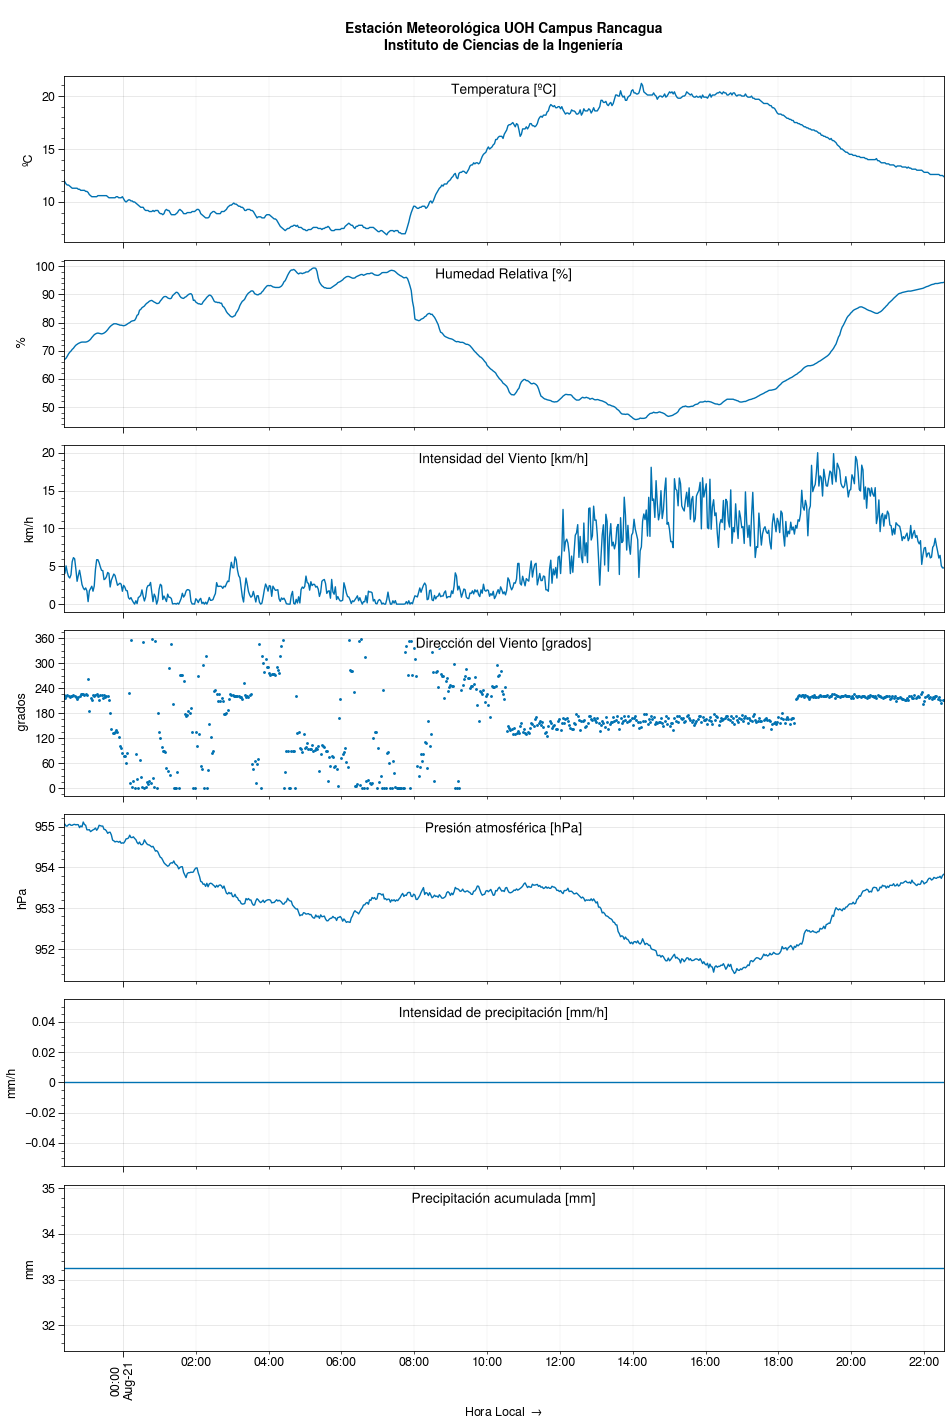 Estación Meteorológica UOH Campus Rancagua
Instituto de Ciencias de la Ingeniería
Temperatura [ºC]
20
15
10
ºC
Humedad Relativa [%]
100
90
80
70
60
50
%
Intensidad del Viento [km/h]
20
15
10
5
0
km/h
Dirección del Viento [grados]
360
300
240
180
120
60
0
grados
Presión atmosférica [hPa]
955
954
953
952
hPa
Intensidad de precipitación [mm/h]
0.04
0.02
0
−0.02
−0.04
mm/h
Precipitación acumulada [mm]
35
34
33
32
mm
00:00
Aug-21
02:00
04:00
06:00
08:00
10:00
12:00
14:00
16:00
18:00
20:00
22:00
Hora Local →